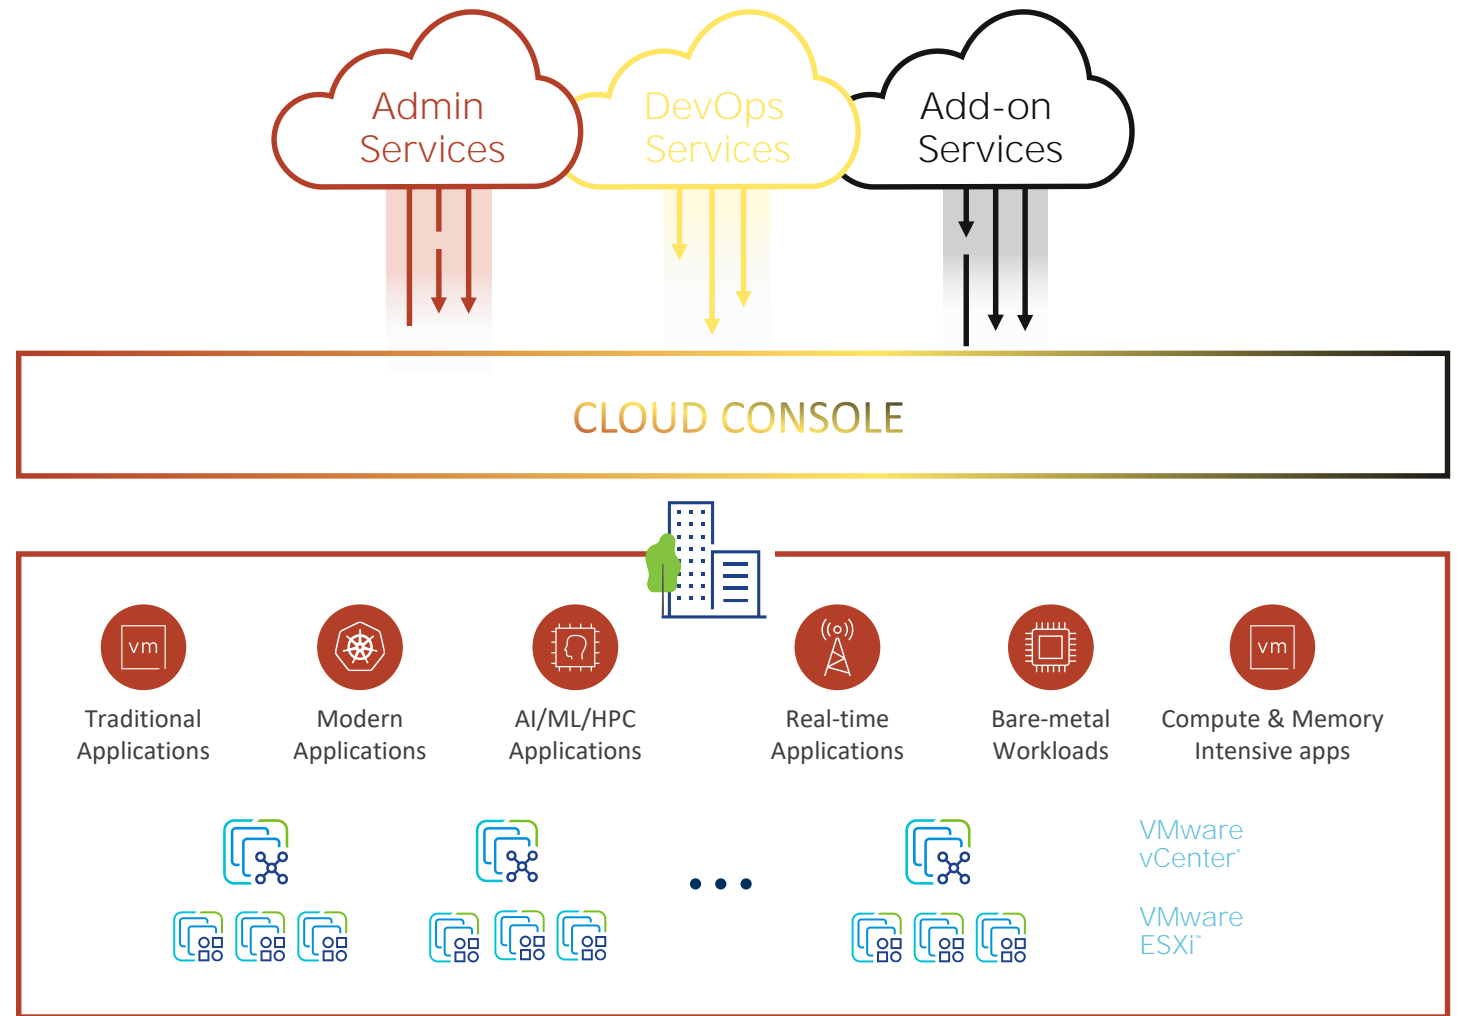 Admin
Services
DevOps
Services
Add-on
Services
CLOUD CONSOLE
vm
vm
Traditional
Applications
Modern
Applications
AI/ML/HPC
Applications
Real-time
Applications
Bare-metal
Workloads
Compute & Memory
Intensive apps
VMware
vCenter®
VMware
ESXi™